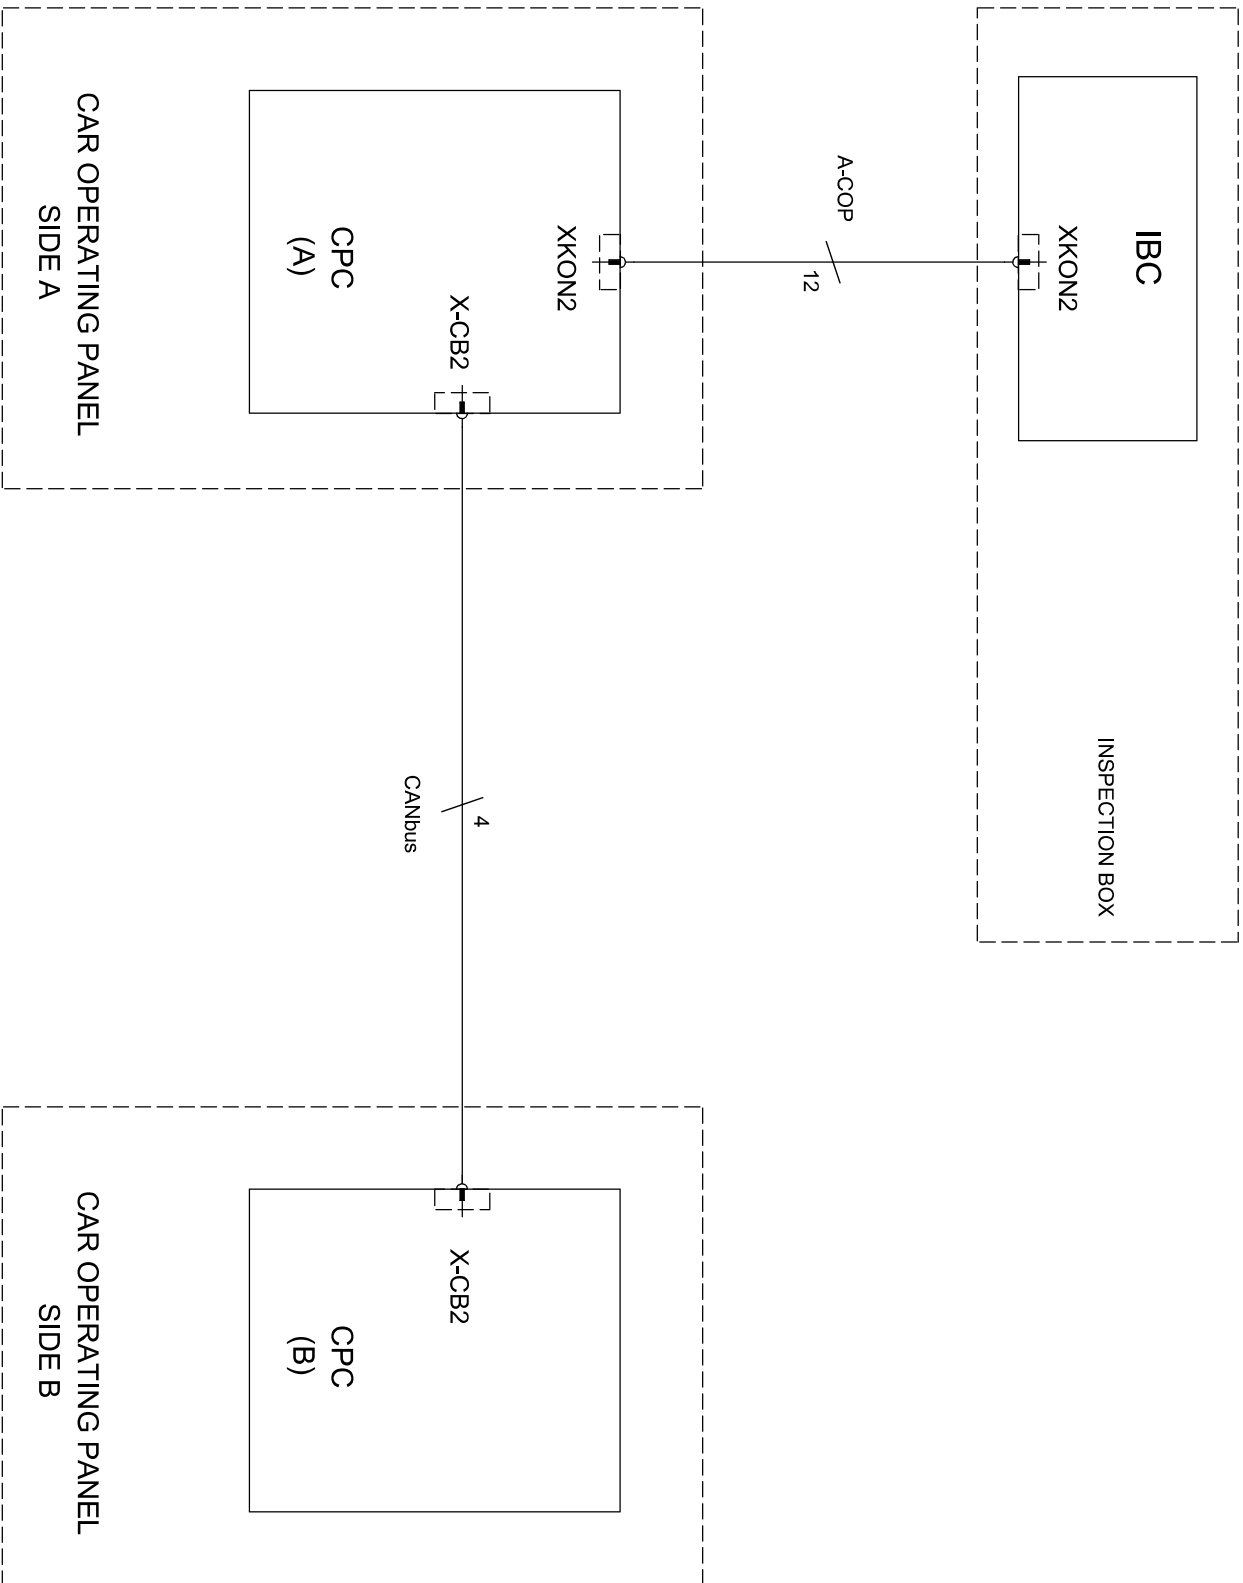 IBC
INSPECTION BOX
XKON2
A-COP
12
XKON2
X-CB2
4
CANbus
X-CB2
CPC
(A)
CPC
(B)
CAR OPERATING PANEL
SIDE A
CAR OPERATING PANEL
SIDE B